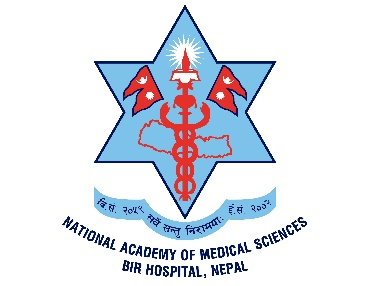 वि.सं. २०५९ सर्वे सन्तु निरामयाः ई.सं. २००२
NATIONAL ACADEMY OF MEDICAL SCIENCES
BIR HOSPITAL, NEPAL